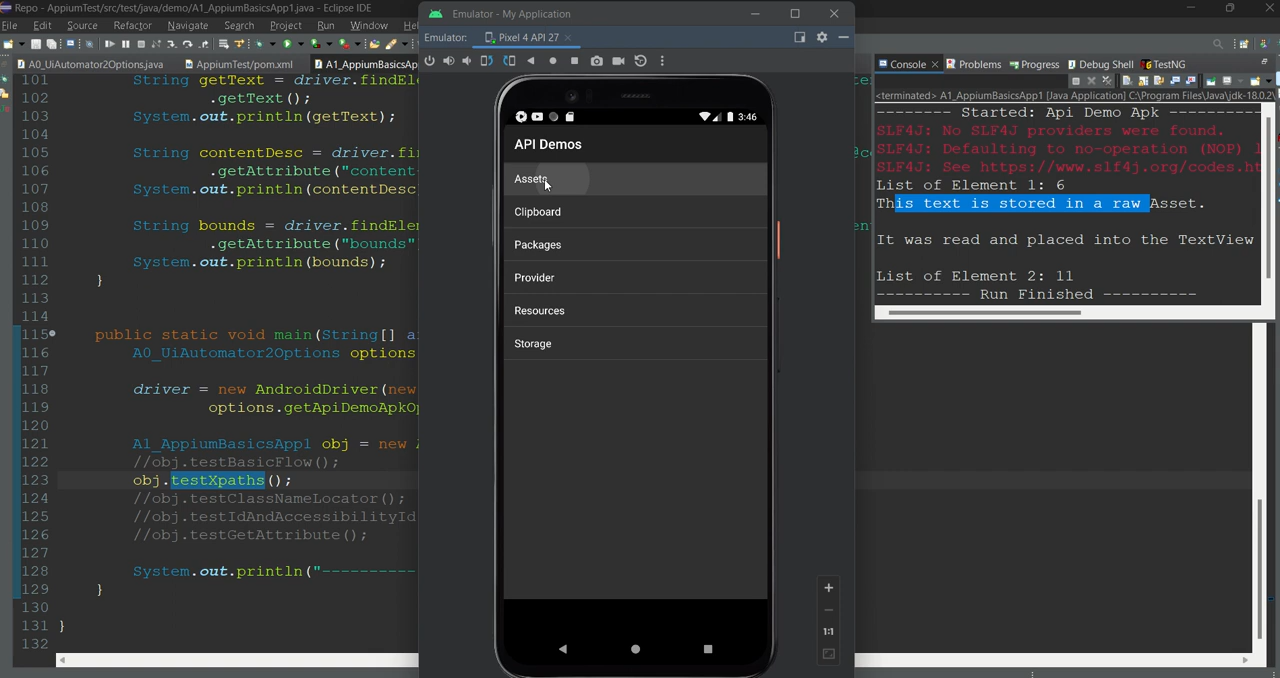 Repo - AppiumTest/src/test/java/demo/A1_AppiumBasicsApp1.java - Eclipse IDE
File Edit Source Refactor Navigate Search Project Run Window Hel
A0_UiAutomator2Options.java AppiumTest/pom.xml A1_AppiumBasicsAp
101 String getText = driver.findEle
102 .getText();
103 System.out.println(getText);
104
105 String contentDesc = driver.fi
106 .getAttribute("content-
107 System.out.println(contentDesc
108
109 String bounds = driver.findElem
110 .getAttribute("bounds"
111 System.out.println(bounds);
112 }
113
114
115 public static void main(String[] a
116 A0_UiAutomator2Options options
117
118 driver = new AndroidDriver(new
119 options.getApiDemoApkOp
120
121 A1_AppiumBasicsApp1 obj = new A
122 //obj.testBasicFlow();
123 obj.testXpaths();
124 //obj.testClassNameLocator();
125 //obj.testIdAndAccessibilityId
126 //obj.testGetAttribute();
127
128 System.out.println("----------
129 }
130
131 }
132
Emulator - My Application
Emulator: Pixel 4 API 27
3:46
API Demos
Assets
Clipboard
Packages
Provider
Resources
Storage
1:1
Console Problems Progress Debug Shell TestNG
<terminated> A1_AppiumBasicsApp1 [Java Application] C:\Program Files\Java\jdk-18.0.2\
-------- Started: Api Demo Apk ---------
SLF4J: No SLF4J providers were found.
SLF4J: Defaulting to no-operation (NOP) l
SLF4J: See https://www.slf4j.org/codes.ht
List of Element 1: 6
This text is stored in a raw Asset.
It was read and placed into the TextView
List of Element 2: 11
---------- Run Finished ----------